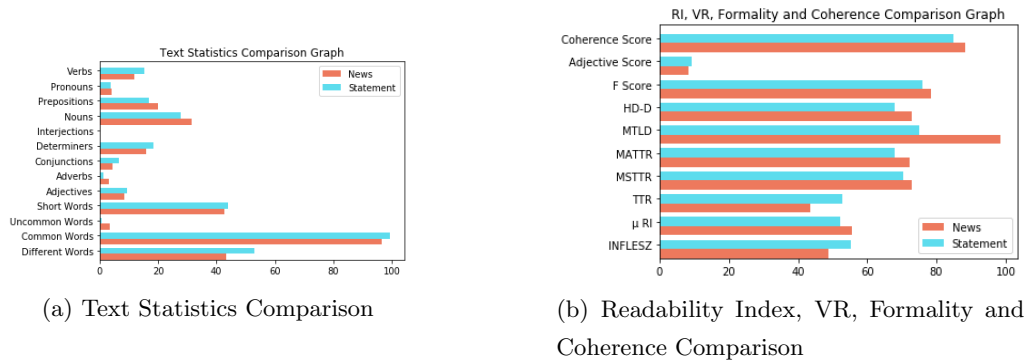 Text Statistics Comparison Graph
Verbs
Pronouns
Prepositions
Nouns
Interjections
Determiners
Conjunctions
Adverbs
Adjectives
Short Words
Uncommon Words
Common Words
Different Words
News
Statement
0 20 40 60 80 100
(a) Text Statistics Comparison
RI, VR, Formality and Coherence Comparison Graph
Coherence Score
Adjective Score
F Score
HD-D
MTLD
MATTR
MSTTR
TTR
μ RI
INFLESZ
News
Statement
0 20 40 60 80 100
(b) Readability Index, VR, Formality and
Coherence Comparison